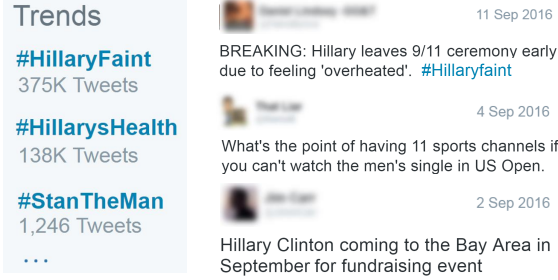 Trends
#HillaryFaint
375K Tweets
#HillarysHealth
138K Tweets
#StanTheMan
1,246 Tweets
...
11 Sep 2016
BREAKING: Hillary leaves 9/11 ceremony early
due to feeling 'overheated'. #Hillaryfaint
4 Sep 2016
What's the point of having 11 sports channels if
you can't watch the men's single in US Open.
2 Sep 2016
Hillary Clinton coming to the Bay Area in
September for fundraising event